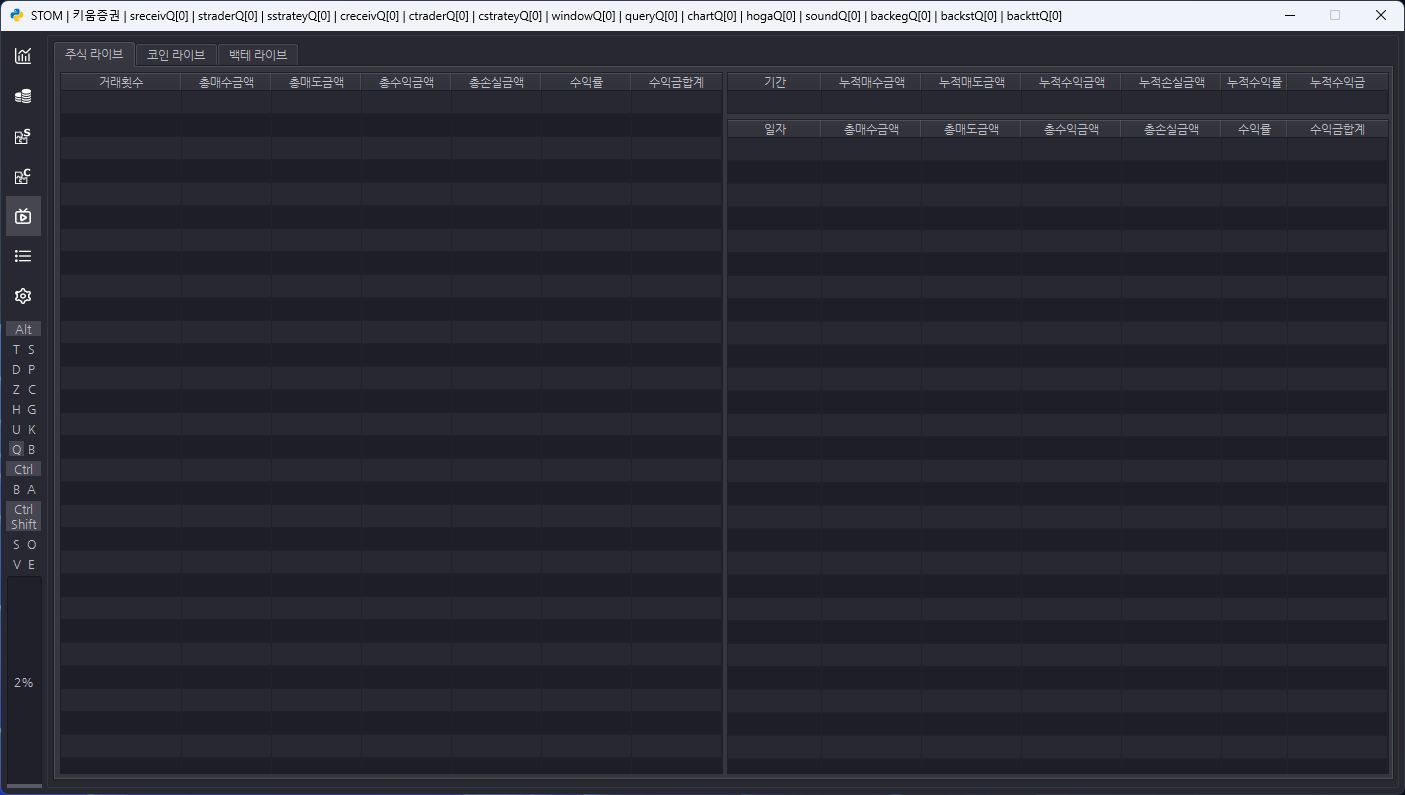 STOM | 키움증권 | sreceivQ[0] | straderQ[0] | sstrateyQ[0] | creceivQ[0] | ctraderQ[0] | cstrateyQ[0] | windowQ[0] | queryQ[0] | chartQ[0] | hogaQ[0] | soundQ[0] | backegQ[0] | backstQ[0] | backttQ[0]
주식 라이브 코인 라이브 백테 라이브
거래횟수 총매수금액 총매도금액 총수익금액 총손실금액 수익률 수익금합계
기간 누적매수금액 누적매도금액 누적수익금액 누적손실금액 누적수익률 누적수익금
일자 총매수금액 총매도금액 총수익금액 총손실금액 수익률 수익금합계
S
C
Alt
T S
D P
Z C
H G
U K
Q B
Ctrl
B A
Ctrl
Shift
S O
V E
2%